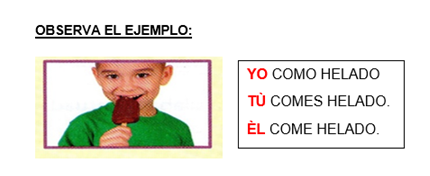 OBSERVA EL EJEMPLO:
YO COMO HELADO
TÙ COMES HELADO.
ÈL COME HELADO.